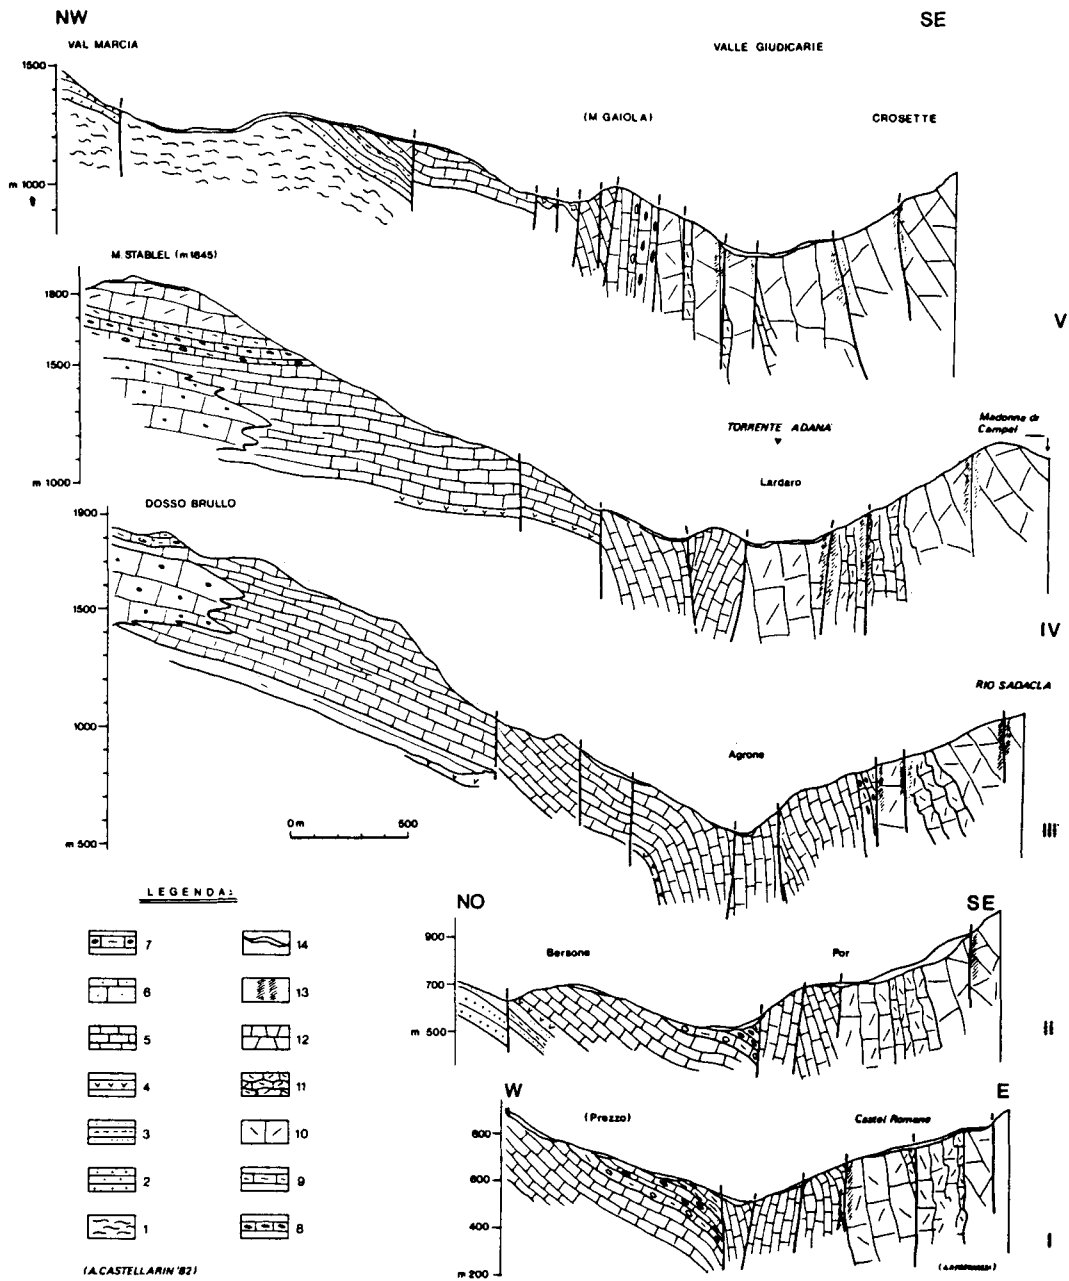 NW
SE
VAL MARCIA
VALLE GIUDICARIE
1500
(M GAIOLA)
CROSETTE
m 1000
M. STABLEL (m 1845)
1800
V
1500
Madonna di
Campel
TORRENTE ADANA'
Lardaro
m 1000
DOSSO BRULLO
1900
1500
IV
RIO SADACLA
1000
Agrone
0 m 500
III
m 500
LEGENDA:
NO
SE
7
14
900
Bersone
Por
6
13
700
5
12
m 500
II
4
11
W
E
3
10
800
(Prezzo)
Castel Romano
2
9
600
1
8
400
I
(A. CASTELLARIN '82)
m 200